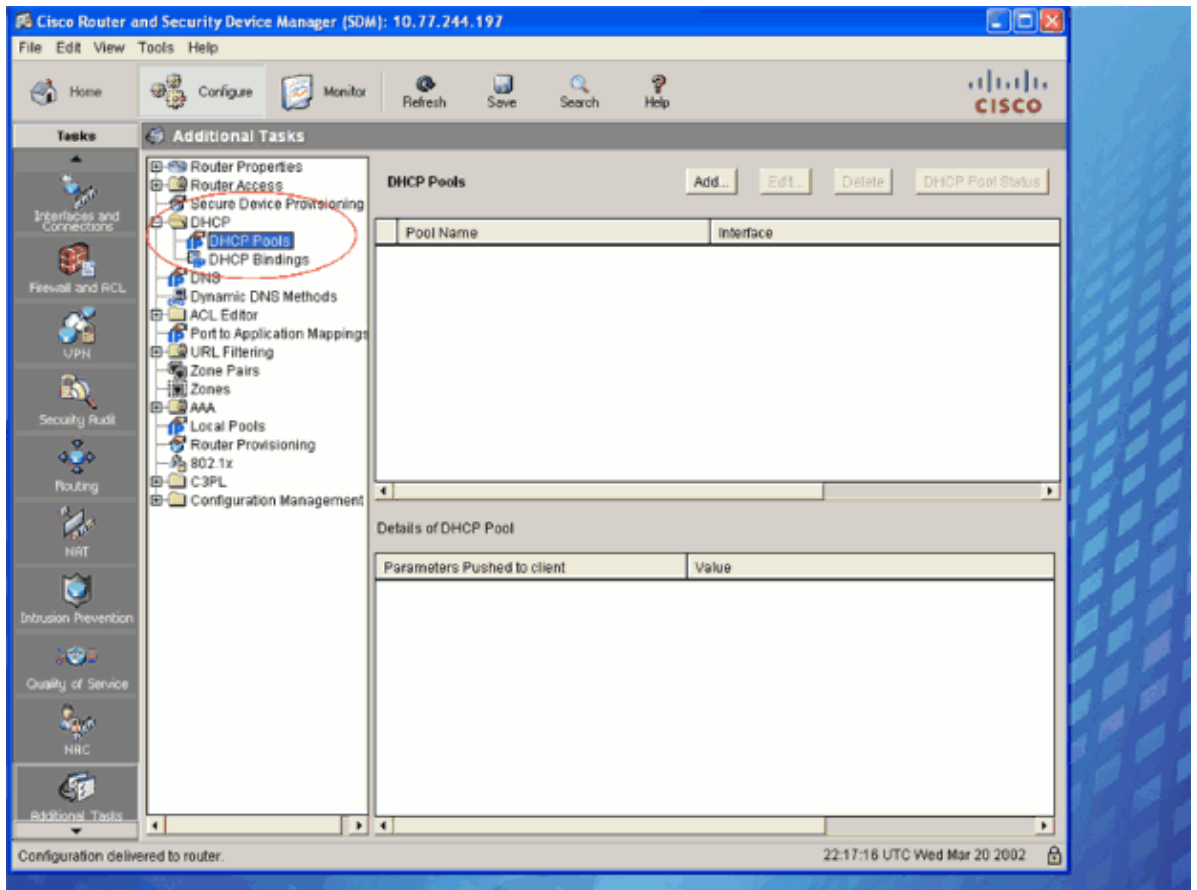 Cisco Router and Security Device Manager (SDM): 10.77.244.197
File Edit View Tools Help
Home Configure Monitor Refresh Save Search Help
CISCO
Tasks
Additional Tasks
Interfaces and Connections
Firewall and ACL
VPN
Security Audit
Routing
NAT
Intrusion Prevention
Quality of Service
NAC
Additional Tasks
Router Properties
Router Access
Secure Device Provisioning
DHCP
DHCP Pools
DHCP Bindings
DNS
Dynamic DNS Methods
ACL Editor
Port to Application Mappings
URL Filtering
Zone Pairs
Zones
AAA
Local Pools
Router Provisioning
802.1x
C3PL
Configuration Management
DHCP Pools
Add... Edit... Delete DHCP Pool Status
Pool Name Interface
Details of DHCP Pool
Parameters Pushed to client Value
Configuration delivered to router.
22:17:16 UTC Wed Mar 20 2002